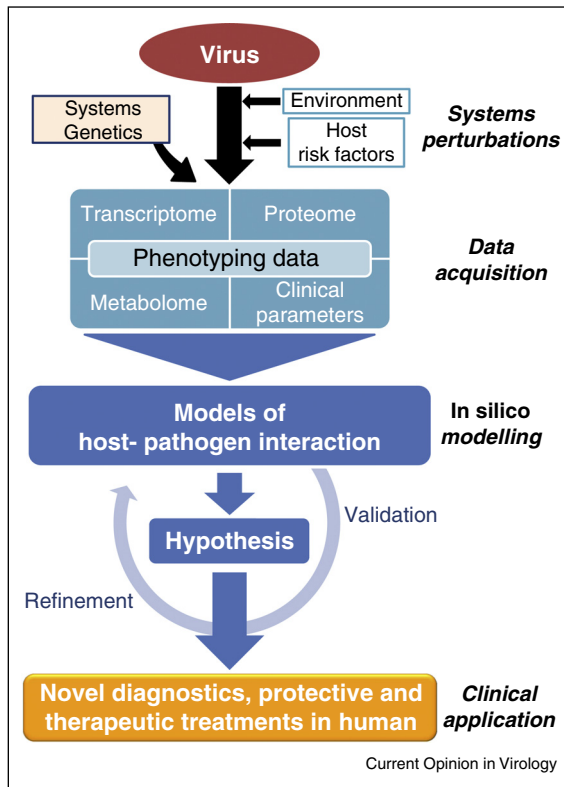 Virus
Systems
Genetics
Environment
Host
risk factors
Systems
perturbations
Transcriptome
Proteome
Phenotyping data
Metabolome
Clinical
parameters
Data
acquisition
Models of
host- pathogen interaction
In silico
modelling
Hypothesis
Validation
Refinement
Novel diagnostics, protective and
therapeutic treatments in human
Clinical
application
Current Opinion in Virology